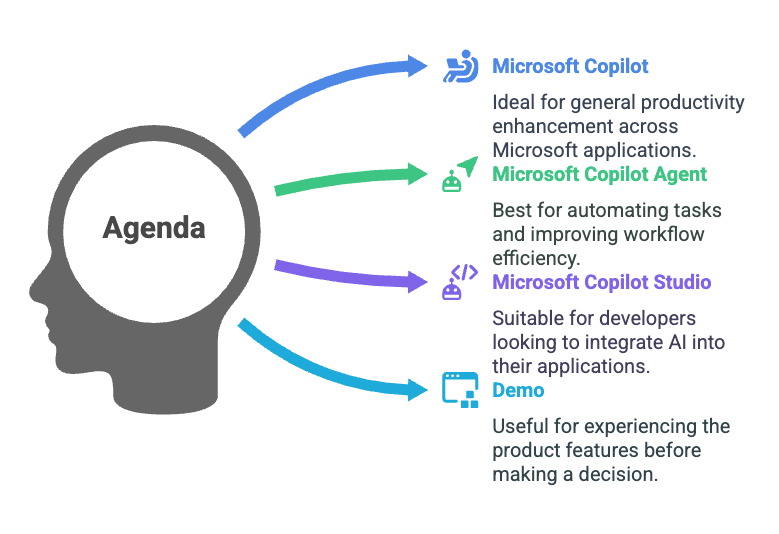 Agenda
Microsoft Copilot
Ideal for general productivity
enhancement across
Microsoft applications.
Microsoft Copilot Agent
Best for automating tasks
and improving workflow
efficiency.
Microsoft Copilot Studio
Suitable for developers
looking to integrate AI into
their applications.
Demo
Useful for experiencing the
product features before
making a decision.